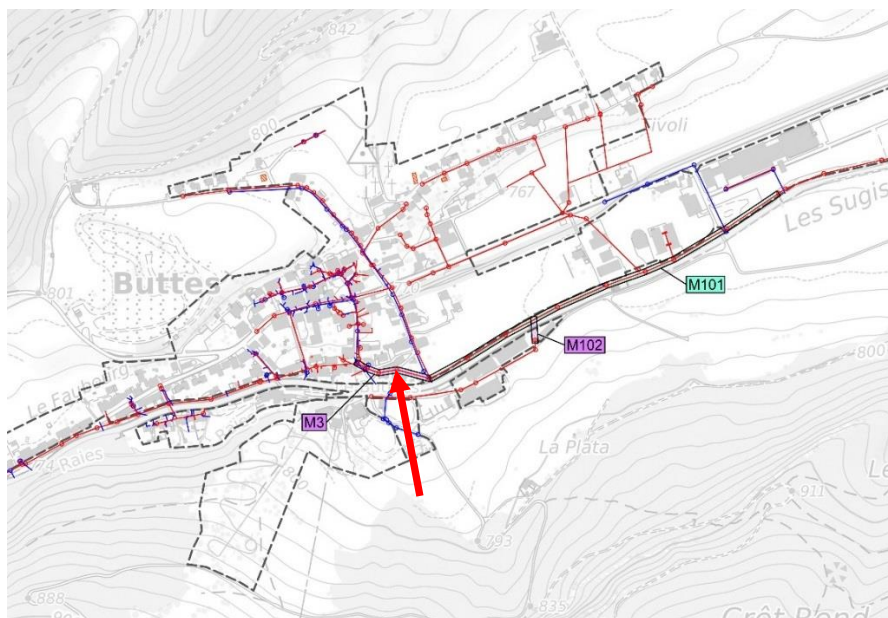 842
800
Tivoli
767
Les Sugis
Buttes
801
M101
M102
800
Le Faubourg
M3
La Plata
Raies
911
793
888
835
Crêt Rond